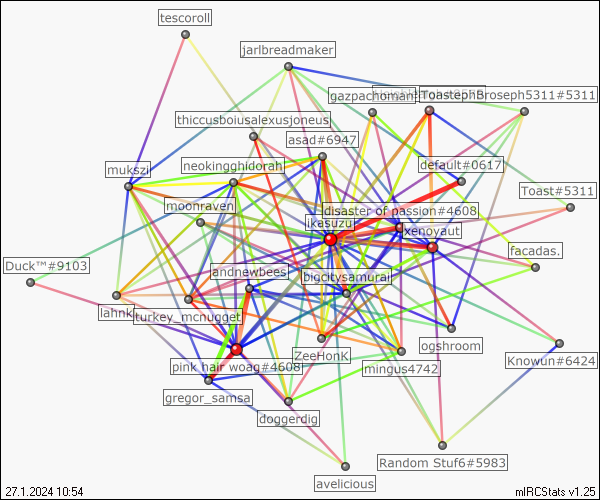 tescoroll
jarlbreadmaker
gazpachoman
ToastephBroseph5311#5311
thiccusboiusalexusjoneus
asad#6947
mukszi
neokingghidorah
default#0617
Toast#5311
moonraven
disaster of passion#4608
ikasuzu
xenoyaut
facadas.
Duck™#9103
andnewbees
bigcitysamurai
lahnk
turkey_mcnugget
ogshroom
ZeeHonK
Knowun#6424
pink hair woag#4608
mingus4742
gregor_samsa
doggerdig
Random Stuf6#5983
avelicious
27.1.2024 10:54
mIRCStats v1.25